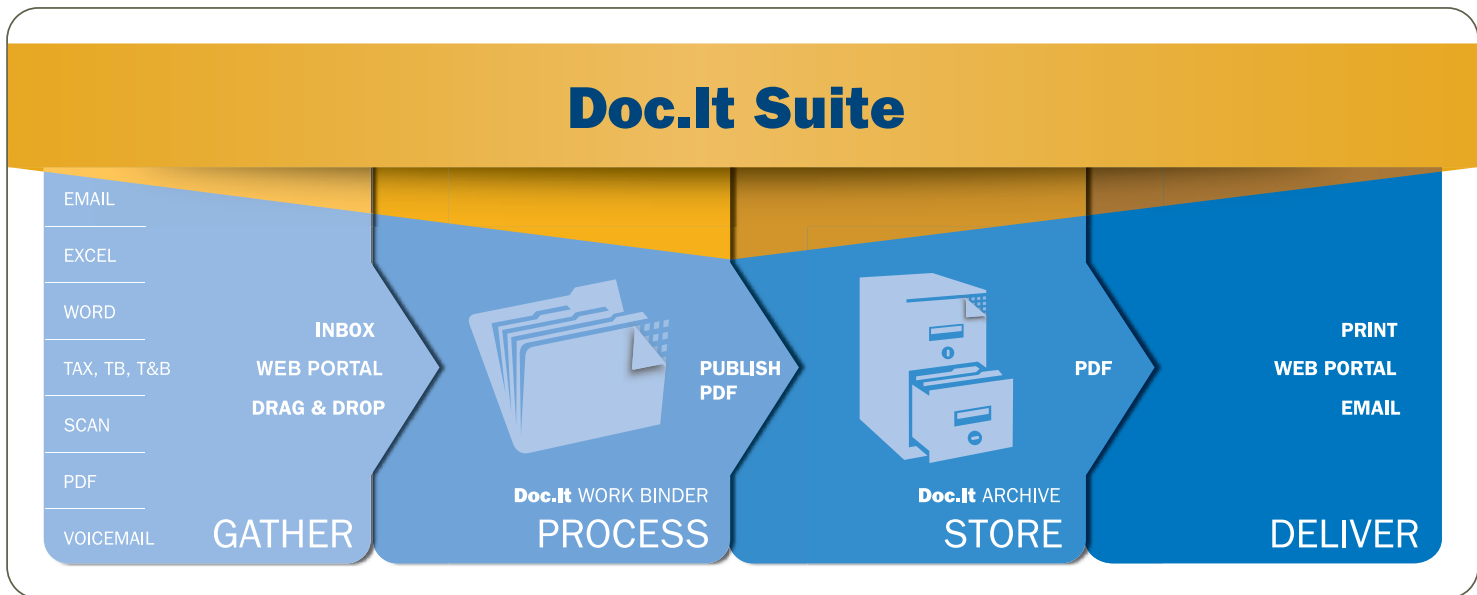 Doc.It Suite
EMAIL
EXCEL
WORD
TAX, TB, T&B
SCAN
PDF
VOICEMAIL
INBOX
WEB PORTAL
DRAG & DROP
GATHER
PUBLISH
PDF
Doc.It WORK BINDER
PROCESS
PDF
Doc.It ARCHIVE
STORE
PRINT
WEB PORTAL
EMAIL
DELIVER